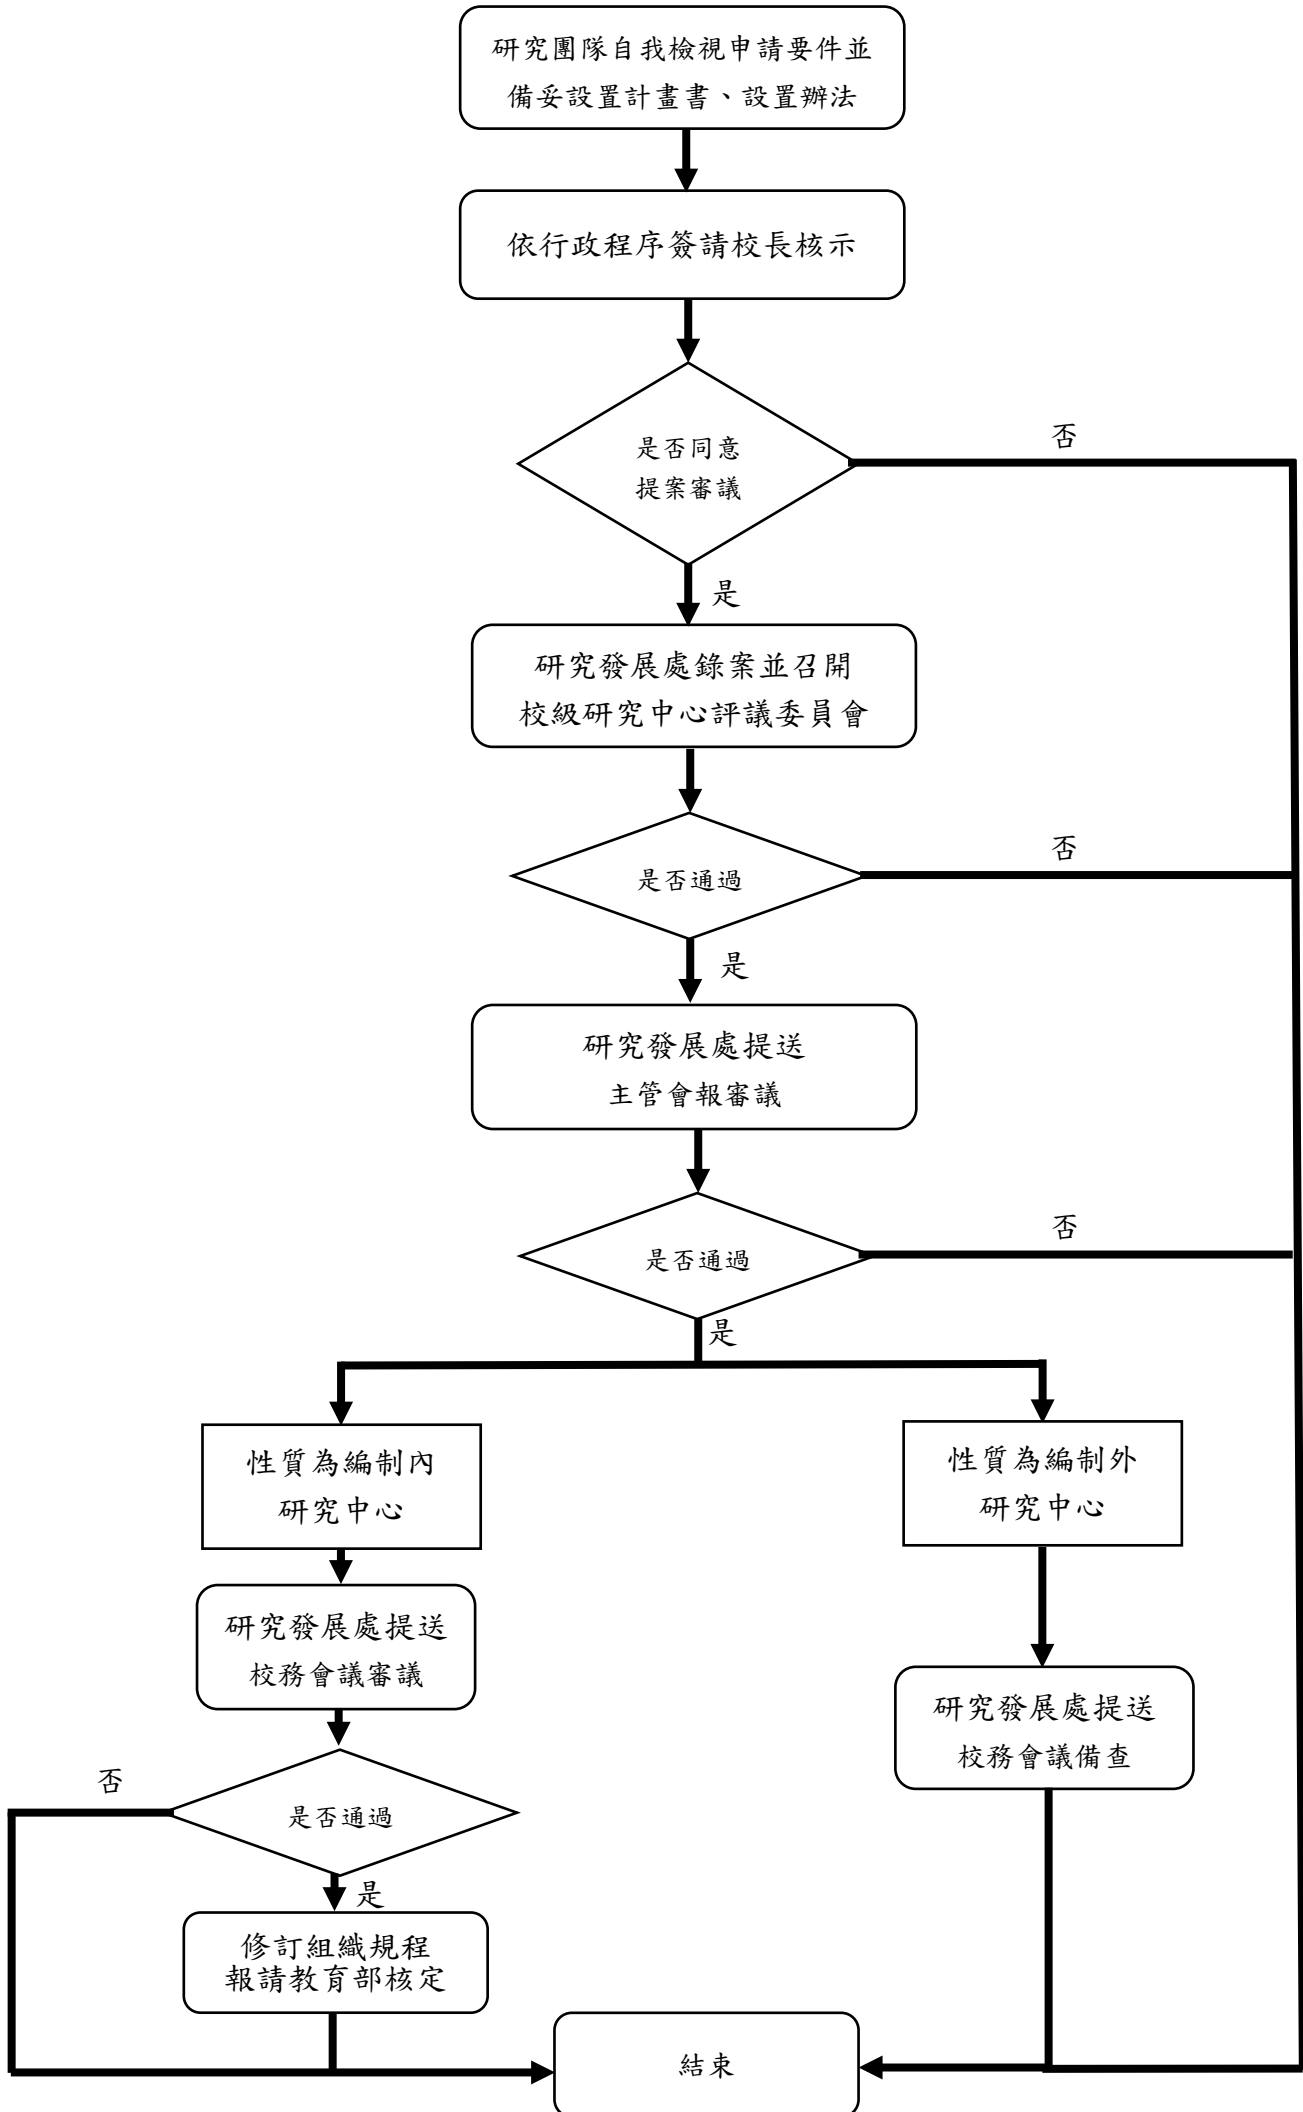 研究團隊自我檢視申請要件並
備妥設置計畫書、設置辦法
依行政程序簽請校長核示
是否同意
提案審議
否
是
研究發展處錄案並召開
校級研究中心評議委員會
是否通過
否
是
研究發展處提送
主管會報審議
是否通過
否
是
性質為編制內
研究中心
性質為編制外
研究中心
研究發展處提送
校務會議審議
研究發展處提送
校務會議備查
否
是否通過
是
修訂組織規程
報請教育部核定
結束